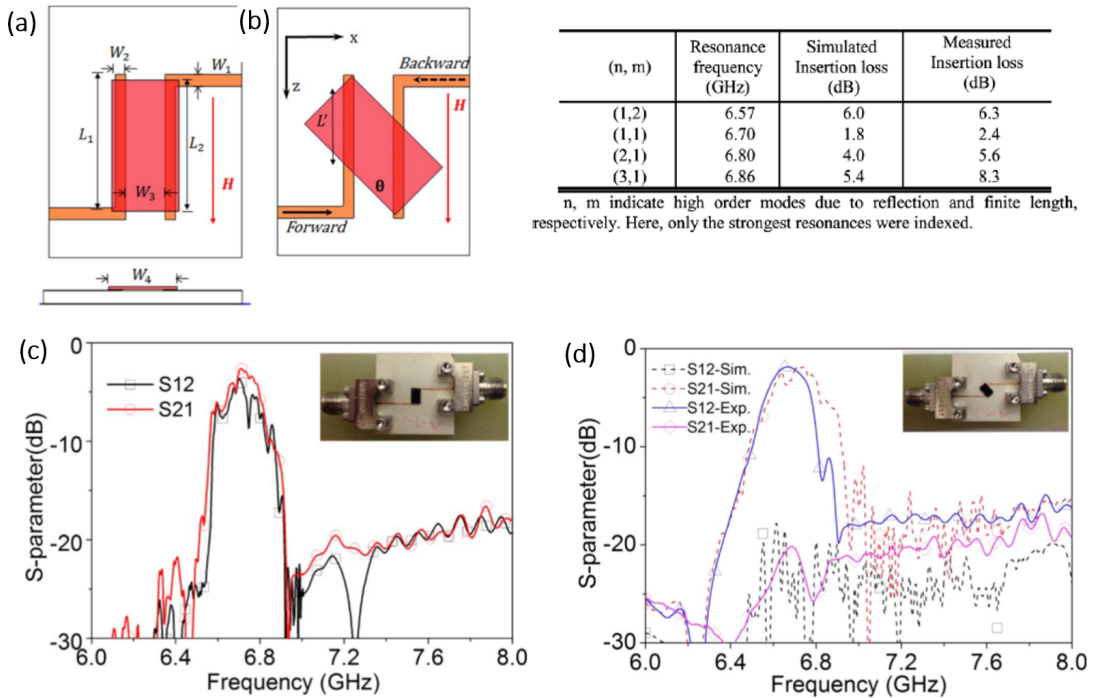 (a)
W₂
W₁
L₁
L₂
W₃
H
W₄
(b)
x
z
Backward
L'
H
θ
Forward
(n, m) Resonance frequency (GHz) Simulated Insertion loss (dB) Measured Insertion loss (dB)
(1,2) 6.57 6.0 6.3
(1,1) 6.70 1.8 2.4
(2,1) 6.80 4.0 5.6
(3,1) 6.86 5.4 8.3
n, m indicate high order modes due to reflection and finite length,
respectively. Here, only the strongest resonances were indexed.
(c)
S12
S21
0
-10
-20
-30
S-parameter(dB)
6.0 6.4 6.8 7.2 7.6 8.0
Frequency (GHz)
(d)
S12-Sim.
S21-Sim.
S12-Exp.
S21-Exp.
0
-10
-20
-30
S-parameter(dB)
6.0 6.4 6.8 7.2 7.6 8.0
Frequency (GHz)